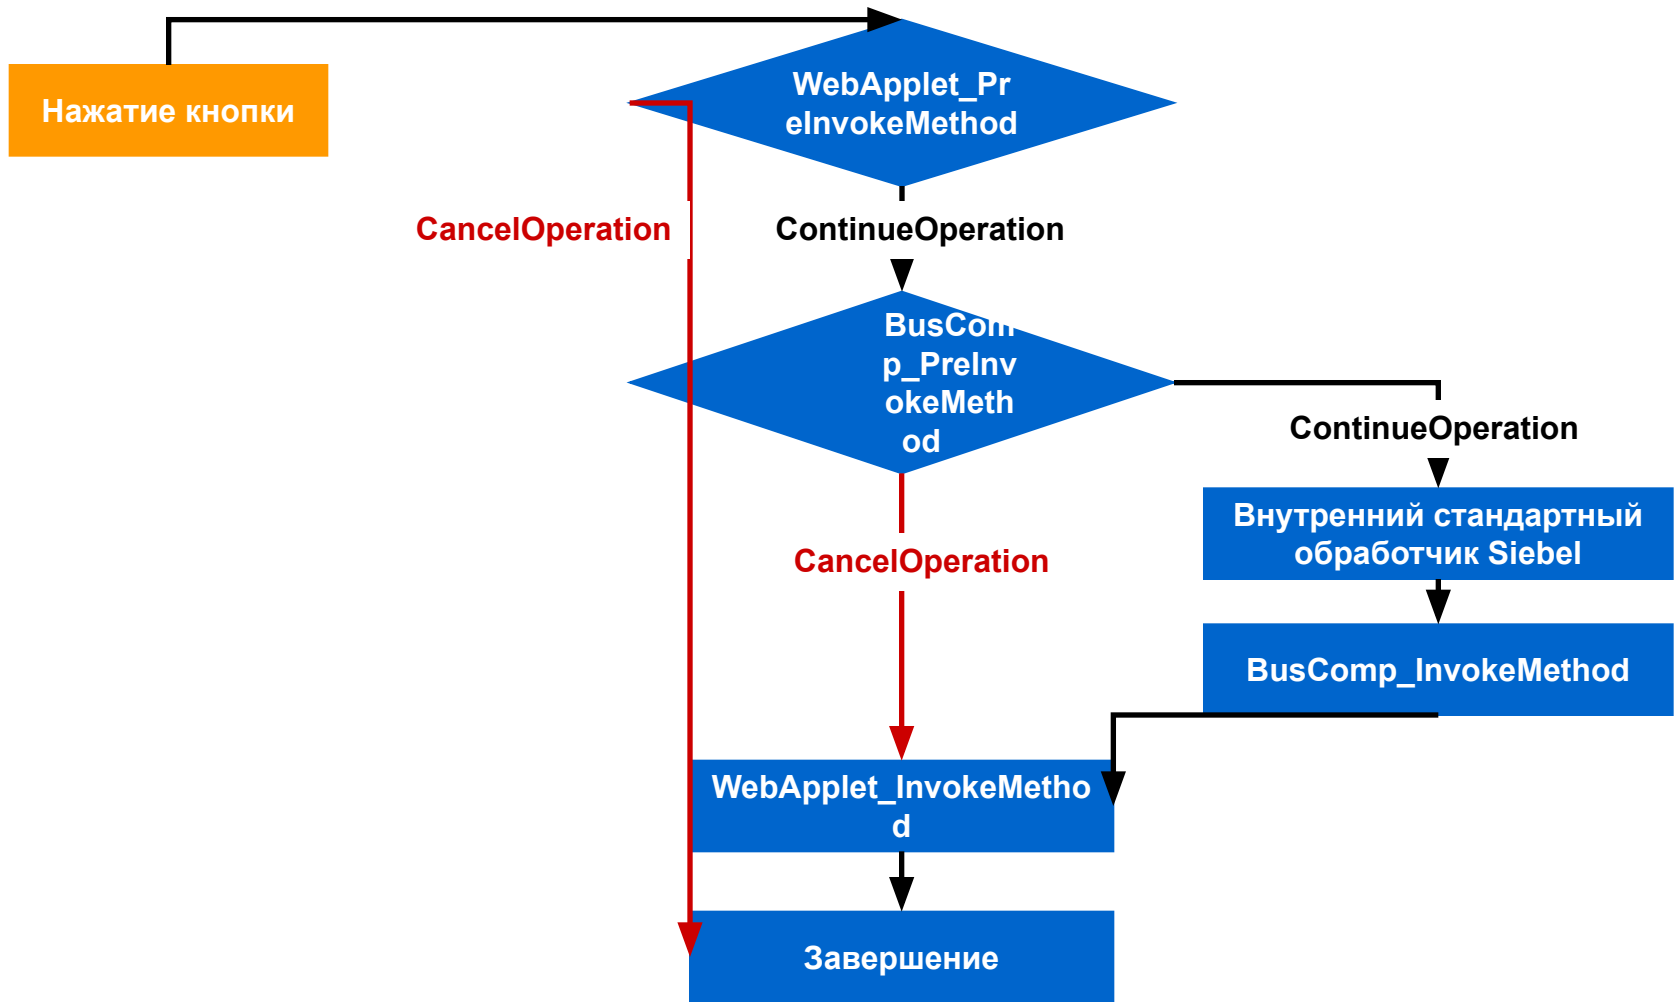 Нажатие кнопки
WebApplet_Pr
eInvokeMethod
CancelOperation
ContinueOperation
BusCom
p_PreInv
okeMeth
od
ContinueOperation
Внутренний стандартный
обработчик Siebel
CancelOperation
BusComp_InvokeMethod
WebApplet_InvokeMetho
d
Завершение